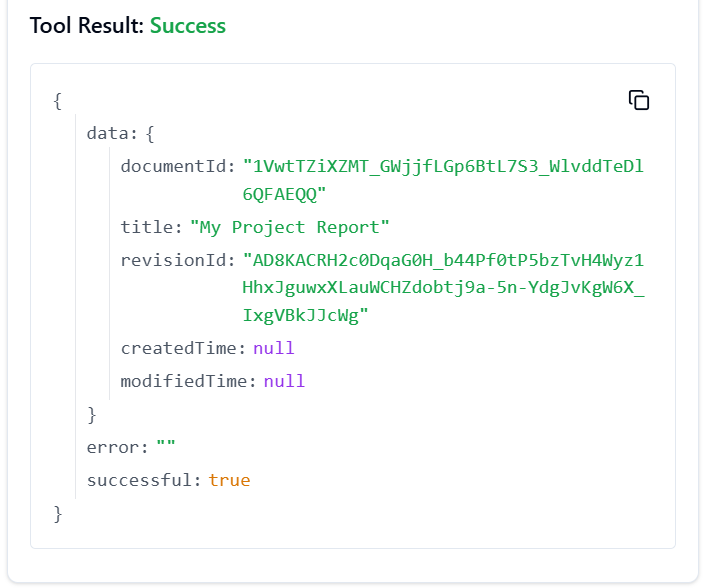 Tool Result: Success
{
data: {
documentId: "1VwtTZiXZMT_GWjjfLGp6BtL7S3_WlvddTeDl
6QFAEQQ"
title: "My Project Report"
revisionId: "AD8KACRH2c0DqaG0H_b44Pf0tP5bzTvH4Wyz1
HhxJguwxXLauWCHZdobtj9a-5n-YdgJvKgW6X_
IxgVBkJJcWg"
createdTime: null
modifiedTime: null
}
error: ""
successful: true
}